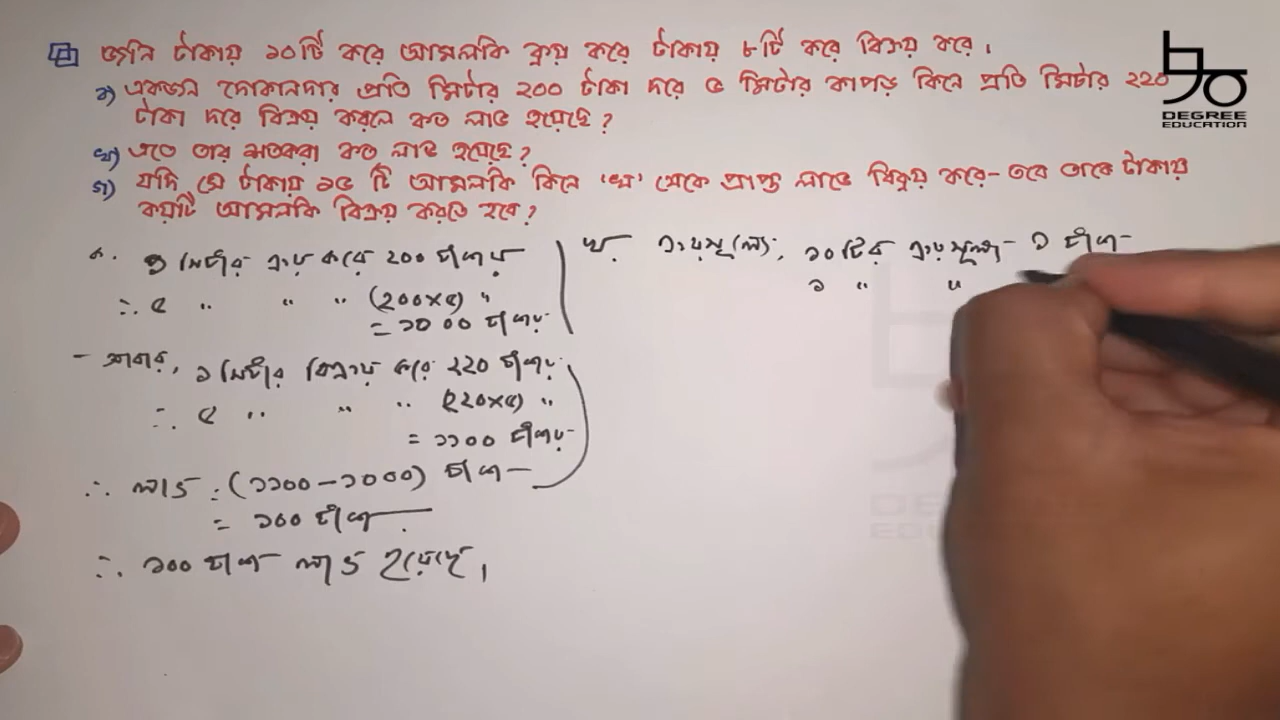 জলি টাকায় ১০টি করে আমলকি ক্রয় করে টাকায় ৮টি করে বিক্রয় করে।
ক) একজন দোকানদার প্রতি মিটার ২০০ টাকা দরে ৫ মিটার কাপড় কিনে প্রতি মিটার ২২০
টাকা দরে বিক্রয় করলে কত লাভ হয়েছে?
খ) এতে তার শতকরা কত লাভ হয়েছে?
গ) যদি সে টাকায় ১৫ টি আমলকি কিনে 'খ' থেকে প্রাপ্ত লাভে বিক্রয় করে- তবে তাকে টাকায়
কয়টি আমলকি বিক্রয় করতে হবে?
ক. ১ মিটার ক্রয় করে ২০০ টাকায়
∴ ৫ " " " (২০০×৫) "
= ১০০০ টাকায়
- আবার, ১ মিটার বিক্রয় করে ২২০ টাকায়
∴ ৫ " " " (২২০×৫) "
= ১১০০ টাকায়
∴ লাভ = (১১০০-১০০০) টাকা
= ১০০ টাকা
∴ ১০০ টাকা লাভ হয়েছে।
খ. ক্রয়মূল্যে, ১০টির ক্রয়মূল্য- ১ টাকা
১ " "
DEGREE
EDUCATION